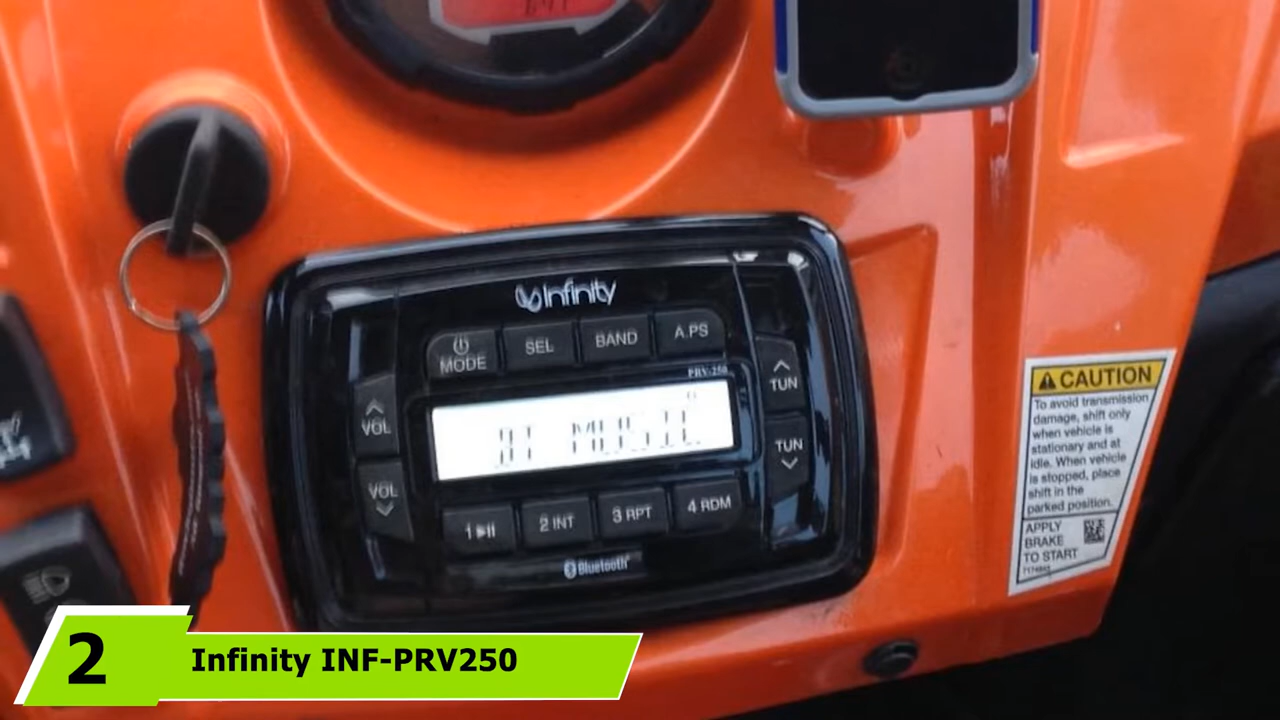 Infinity
MODE SEL BAND A.PS
PRV-250
VOL
TUN
VOL
TUN
1 2 INT 3 RPT 4 RDM
Bluetooth
CAUTION
To avoid transmission
damage, shift only
when vehicle is
stationary and at
idle. When vehicle
is stopped, place
shift in the
parked position.
APPLY
BRAKE
TO START
2 Infinity INF-PRV250